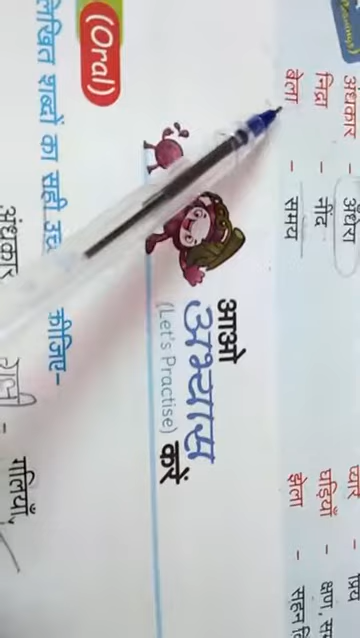 अंधकार - अँधेरा
निद्रा - नींद
बेला - समय
प्यार - प्रिय
घड़ियाँ - क्षण,
झेला - सहन
आओ
अभ्यास
करें
(Let's Practise)
(Oral)
लिखित शब्दों का सही
कीजिए-
अंधकार
गलियाँ,